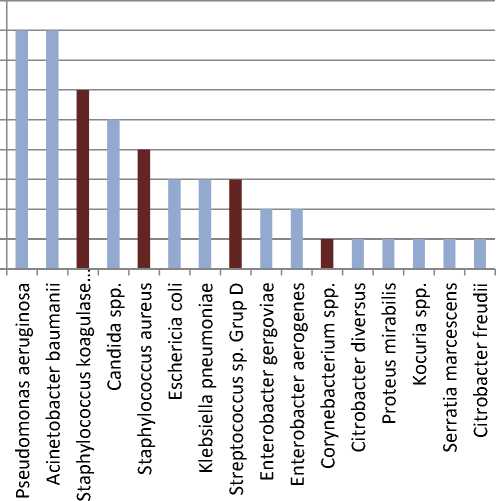 Pseudomonas aeruginosa
Acinetobacter baumanii
Staphylococcus koagulase...
Candida spp.
Staphylococcus aureus
Eschericia coli
Klebsiella pneumoniae
Streptococcus sp. Grup D
Enterobacter gergoviae
Enterobacter aerogenes
Corynebacterium spp.
Citrobacter diversus
Proteus mirabilis
Kocuria spp.
Serratia marcescens
Citrobacter freudii